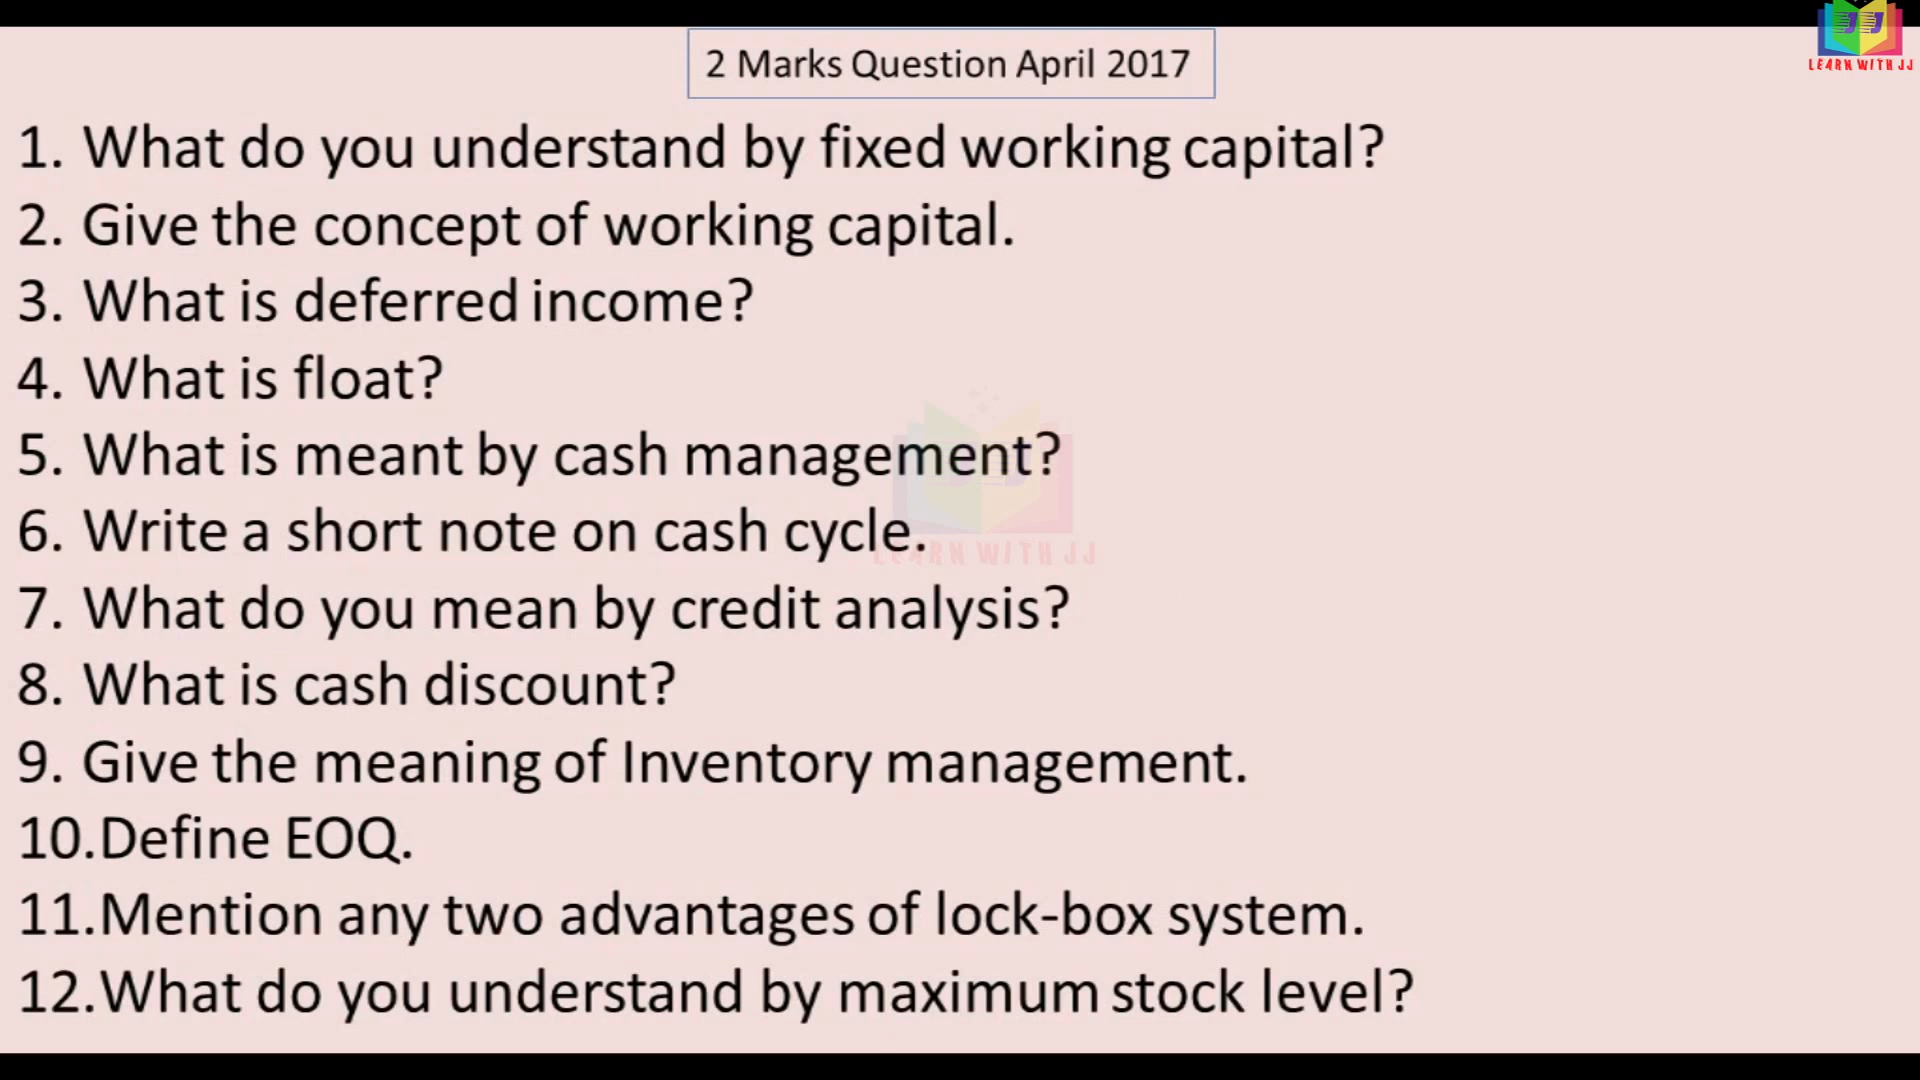 LEARN WITH JJ
2 Marks Question April 2017
1. What do you understand by fixed working capital?
2. Give the concept of working capital.
3. What is deferred income?
4. What is float?
5. What is meant by cash management?
6. Write a short note on cash cycle.
LEARN WITH JJ
7. What do you mean by credit analysis?
8. What is cash discount?
9. Give the meaning of Inventory management.
10.Define EOQ.
11.Mention any two advantages of lock-box system.
12.What do you understand by maximum stock level?